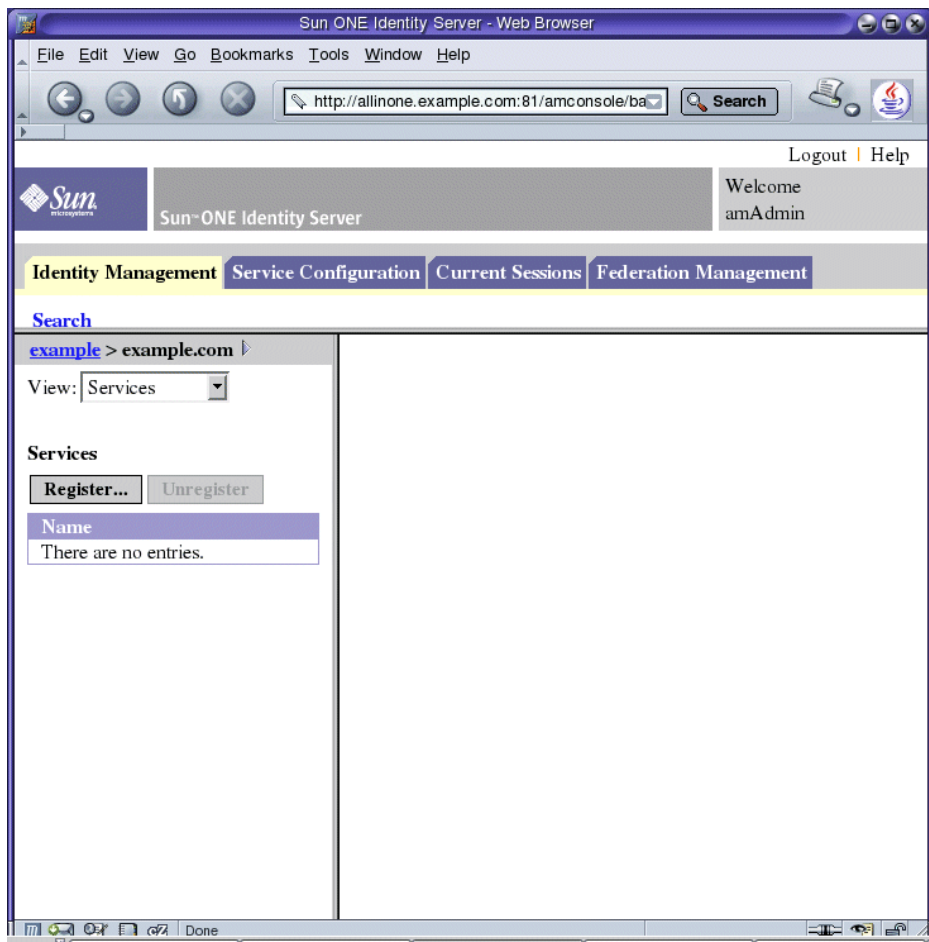 Sun ONE Identity Server - Web Browser
File Edit View Go Bookmarks Tools Window Help
http://allinone.example.com:81/amconsole/ba
Search
Logout | Help
Sun
microsystems
Sun™ ONE Identity Server
Welcome
amAdmin
Identity Management Service Configuration Current Sessions Federation Management
Search
example > example.com
View: Services
Services
Register... Unregister
Name
There are no entries.
Done